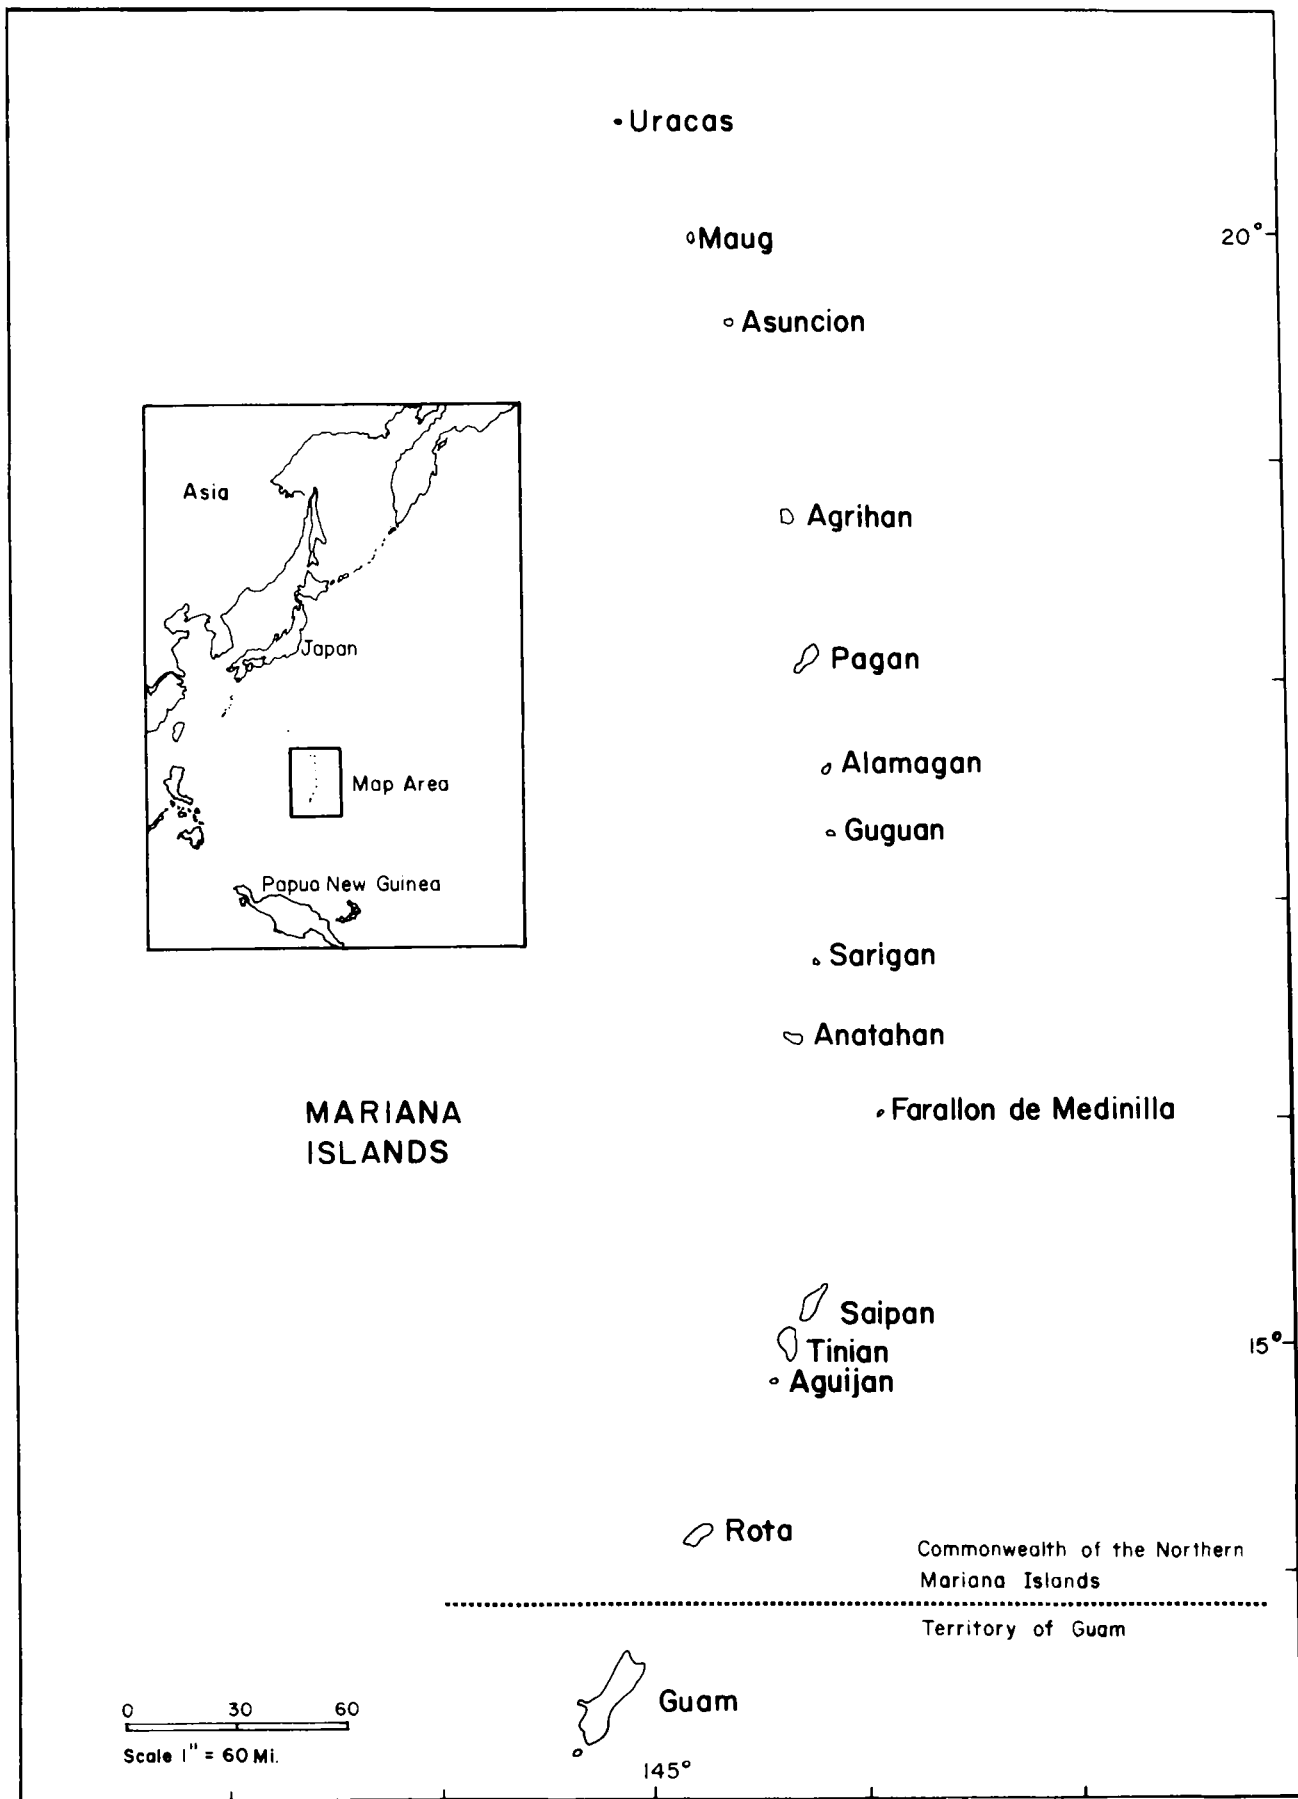 Uracas
Maug
20°
Asuncion
Asia
Agrihan
Japan
Pagan
Alamagan
Map Area
Guguan
Papua New Guinea
Sarigan
Anatahan
MARIANA
ISLANDS
Farallon de Medinilla
Saipan
15°
Tinian
Aguijan
Rota
Commonwealth of the Northern
Mariana Islands
Territory of Guam
Guam
0 30 60
Scale 1" = 60 Mi.
145°